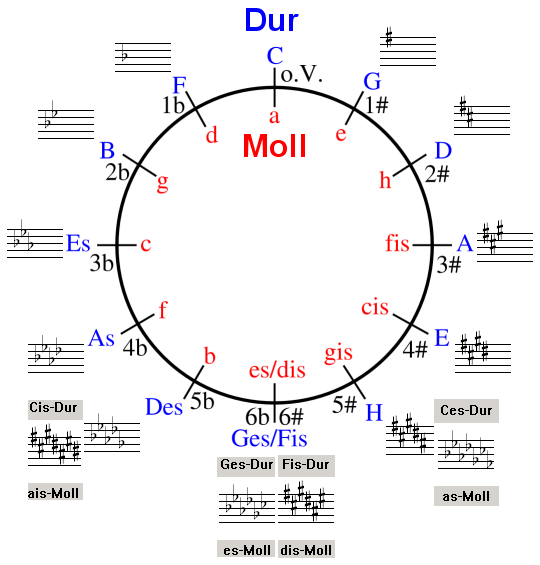 Dur
C
o.V.
F
G
1b
a
1#
d
e
Moll
B
D
2b
g
h
2#
Es
c
fis
A
3b
3#
f
cis
As
E
4b
4#
b
gis
es/dis
Des
5b
6b
6#
5#
H
Ges/Fis
Cis-Dur
Ces-Dur
Ges-Dur
Fis-Dur
ais-Moll
as-Moll
es-Moll
dis-Moll